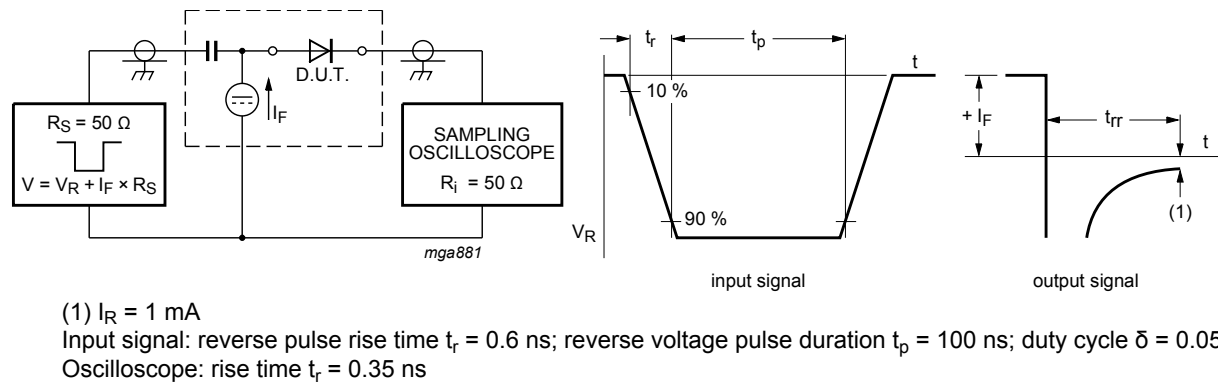 D.U.T.
I_F
R_S = 50 Ω
V = V_R + I_F × R_S
SAMPLING
OSCILLOSCOPE
R_i = 50 Ω
mga881
t_r
t_p
t
10 %
90 %
V_R
input signal
+ I_F
t_rr
t
(1)
output signal
(1) I_R = 1 mA
Input signal: reverse pulse rise time t_r = 0.6 ns; reverse voltage pulse duration t_p = 100 ns; duty cycle δ = 0.05
Oscilloscope: rise time t_r = 0.35 ns